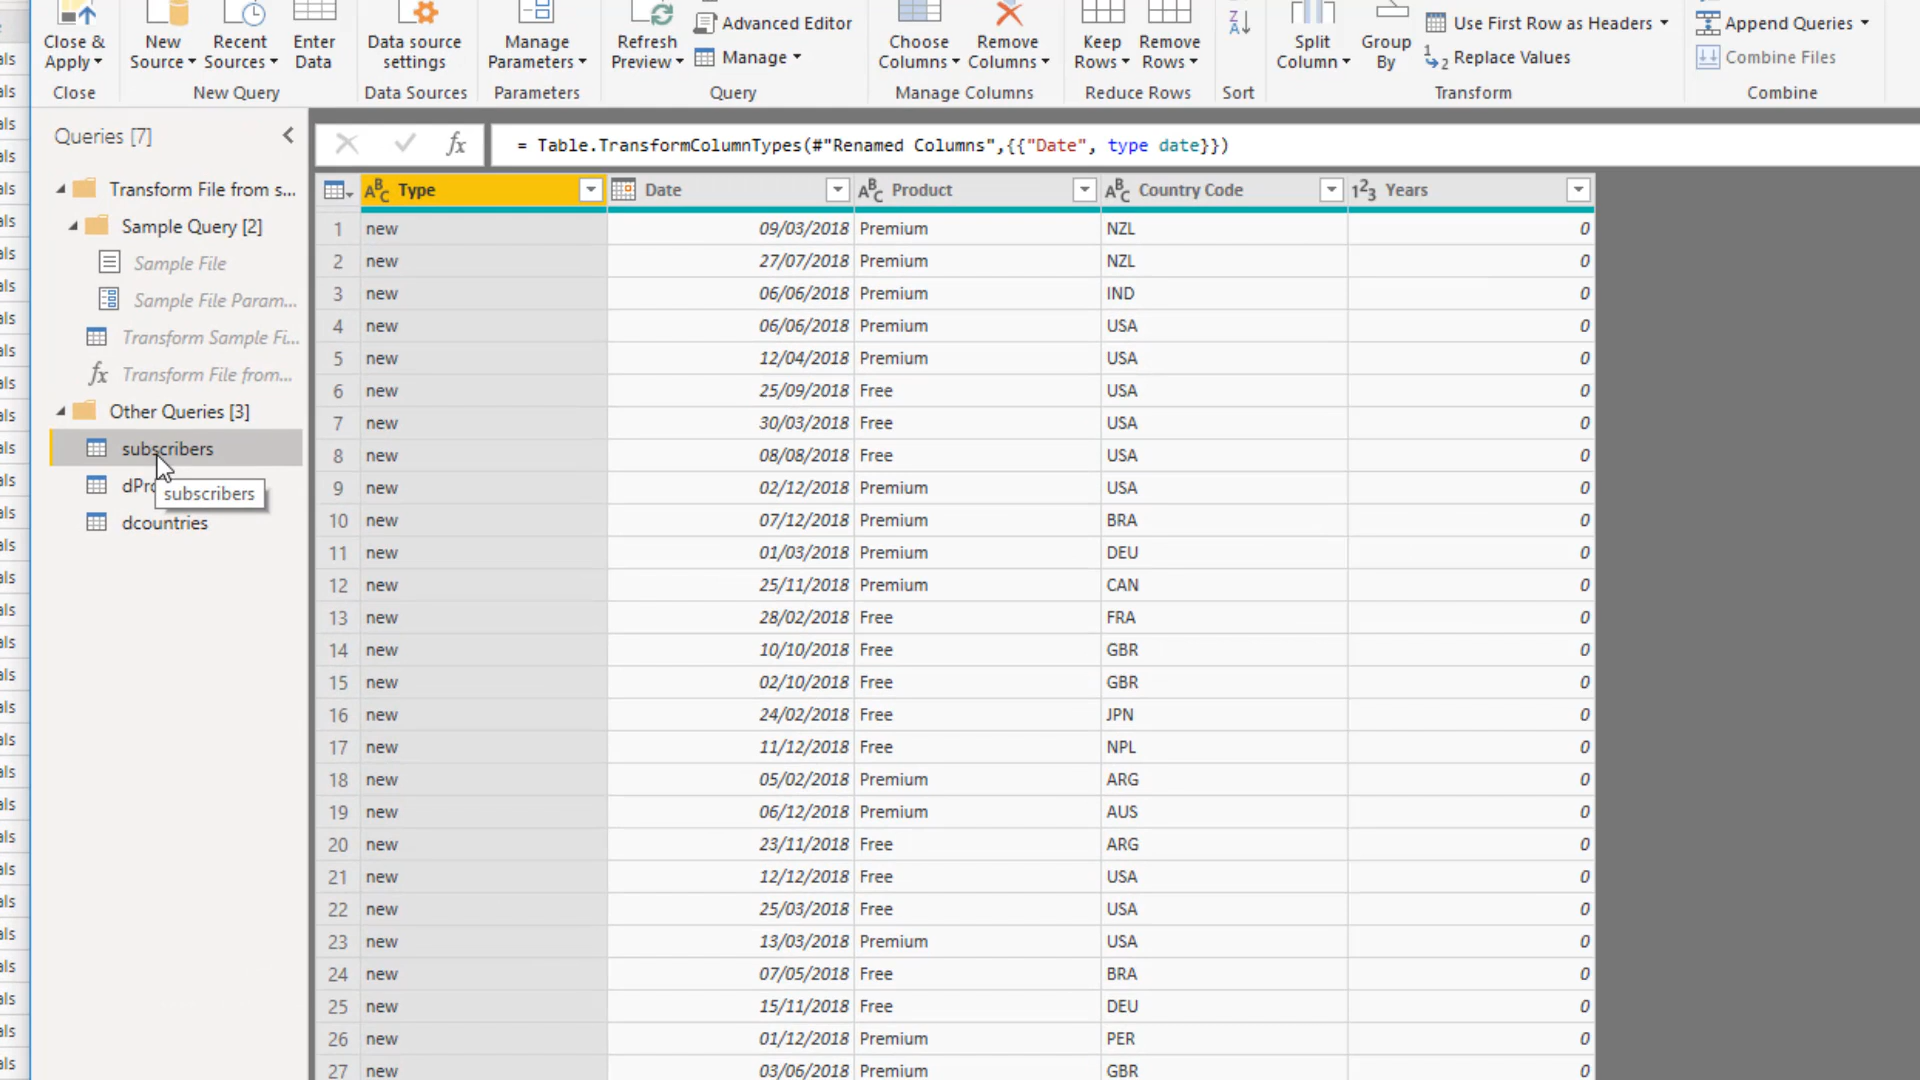 Close & Apply
New Source
Recent Sources
Enter Data
Data source settings
Manage Parameters
Refresh Preview
Advanced Editor
Manage
Choose Columns
Remove Columns
Keep Rows
Remove Rows
Split Column
Group By
Use First Row as Headers
Replace Values
Append Queries
Combine Files
Close
New Query
Data Sources
Parameters
Query
Manage Columns
Reduce Rows
Sort
Transform
Combine
Queries [7]
Transform File from s...
Sample Query [2]
Sample File
Sample File Param...
Transform Sample Fi...
Transform File from...
Other Queries [3]
subscribers
dPro
subscribers
dcountries
= Table.TransformColumnTypes(#"Renamed Columns",{{"Date", type date}})
Type Date Product Country Code Years
1 new 09/03/2018 Premium NZL 0
2 new 27/07/2018 Premium NZL 0
3 new 06/06/2018 Premium IND 0
4 new 06/06/2018 Premium USA 0
5 new 12/04/2018 Premium USA 0
6 new 25/09/2018 Free USA 0
7 new 30/03/2018 Free USA 0
8 new 08/08/2018 Free USA 0
9 new 02/12/2018 Premium USA 0
10 new 07/12/2018 Premium BRA 0
11 new 01/03/2018 Premium DEU 0
12 new 25/11/2018 Premium CAN 0
13 new 28/02/2018 Free FRA 0
14 new 10/10/2018 Free GBR 0
15 new 02/10/2018 Free GBR 0
16 new 24/02/2018 Free JPN 0
17 new 11/12/2018 Free NPL 0
18 new 05/02/2018 Premium ARG 0
19 new 06/12/2018 Premium AUS 0
20 new 23/11/2018 Free ARG 0
21 new 12/12/2018 Free USA 0
22 new 25/03/2018 Free USA 0
23 new 13/03/2018 Premium USA 0
24 new 07/05/2018 Free BRA 0
25 new 15/11/2018 Free DEU 0
26 new 01/12/2018 Premium PER 0
27 new 03/06/2018 Premium GBR 0